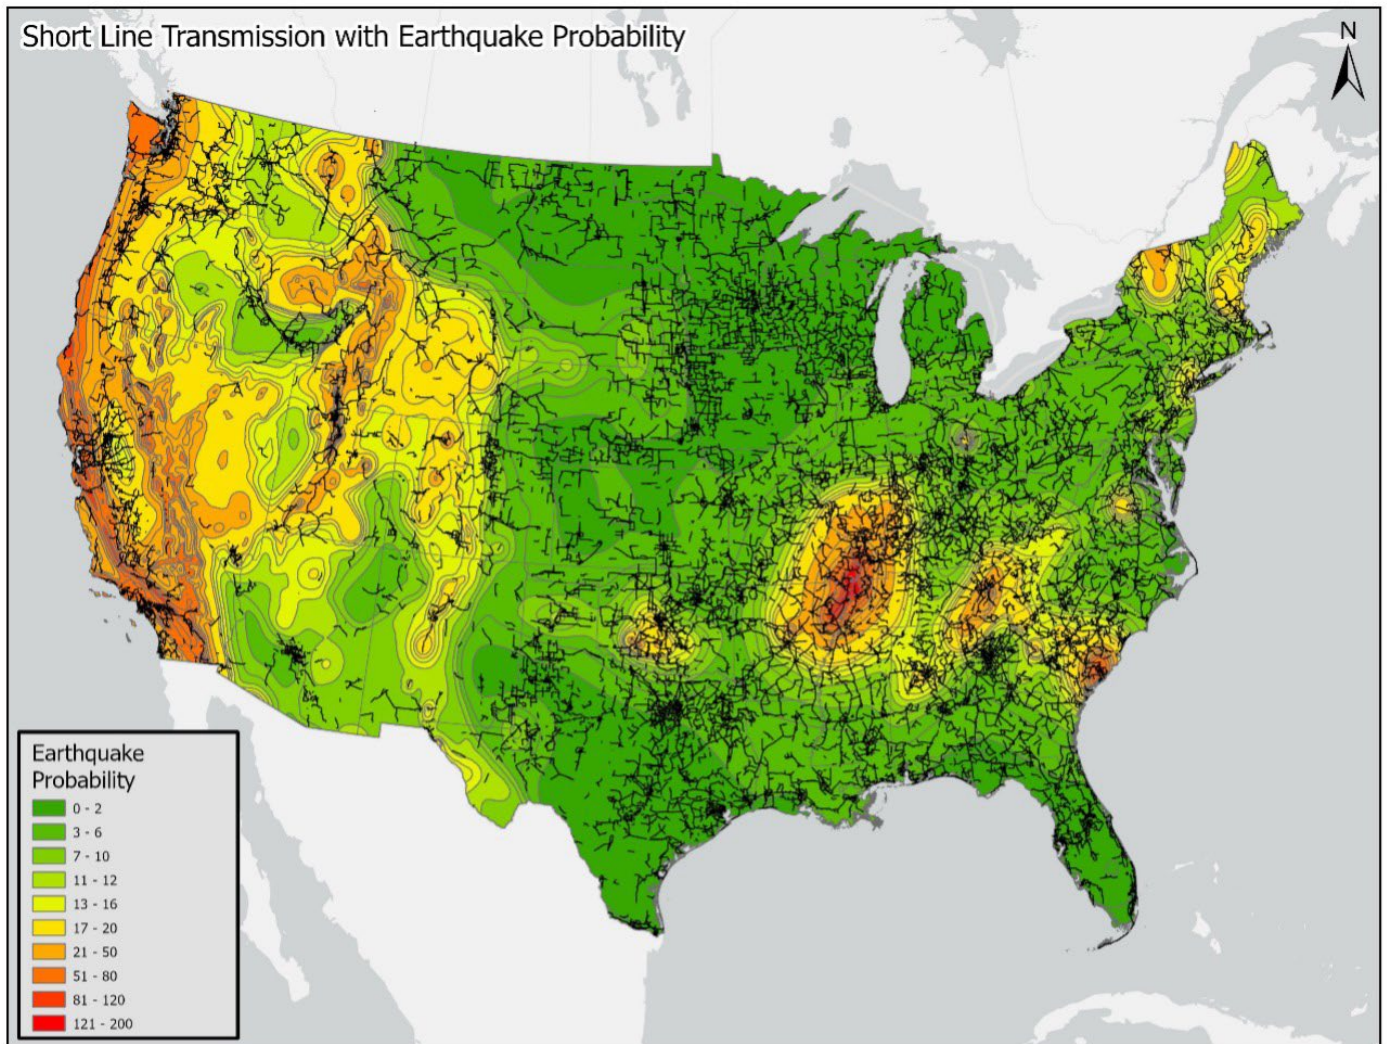 Short Line Transmission with Earthquake Probability
N
Earthquake
Probability
0 - 2
3 - 6
7 - 10
11 - 12
13 - 16
17 - 20
21 - 50
51 - 80
81 - 120
121 - 200